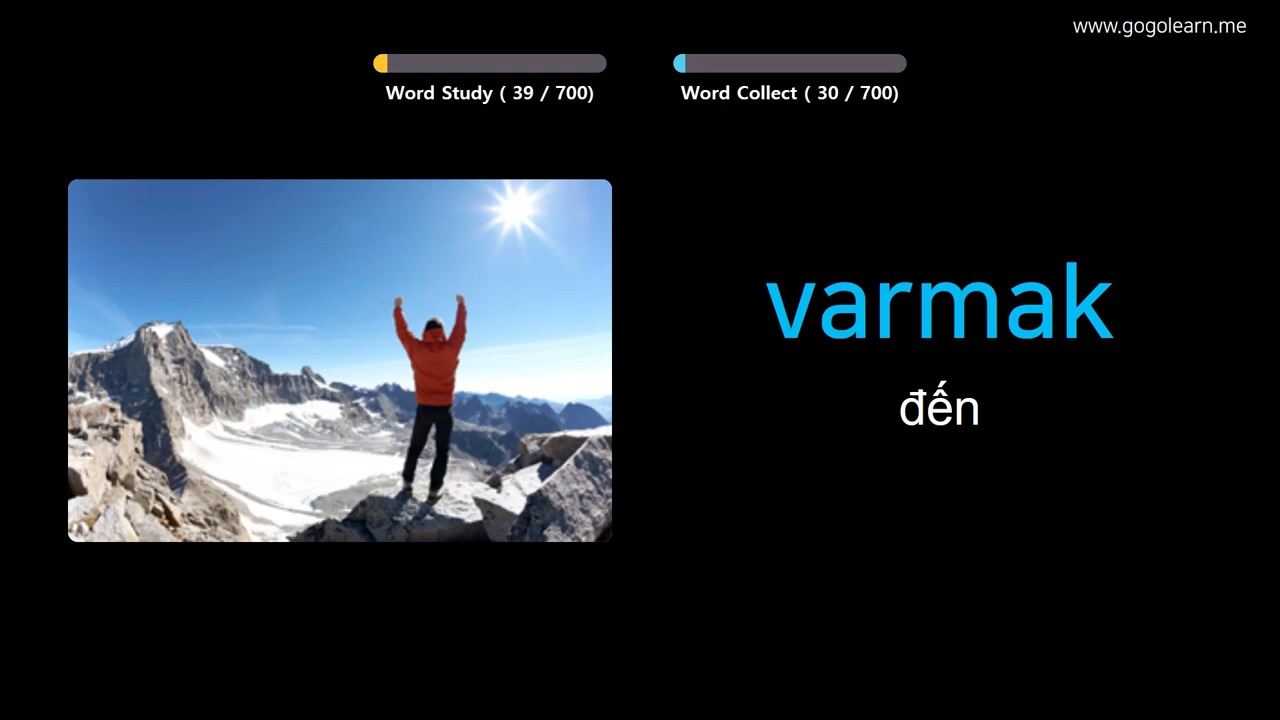 www.gogolearn.me
Word Study ( 39 / 700)
Word Collect ( 30 / 700)
varmak
đến